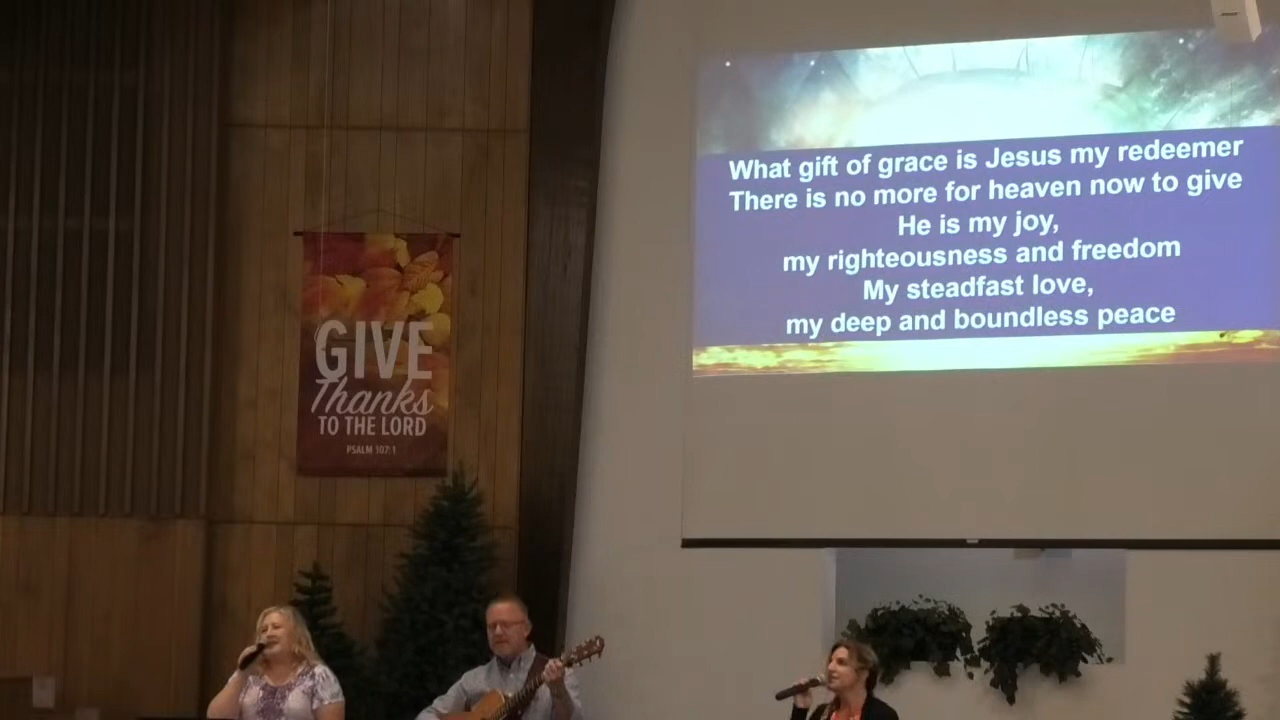 GIVE
Thanks
TO THE LORD
PSALM 107:1
What gift of grace is Jesus my redeemer
There is no more for heaven now to give
He is my joy,
my righteousness and freedom
My steadfast love,
my deep and boundless peace